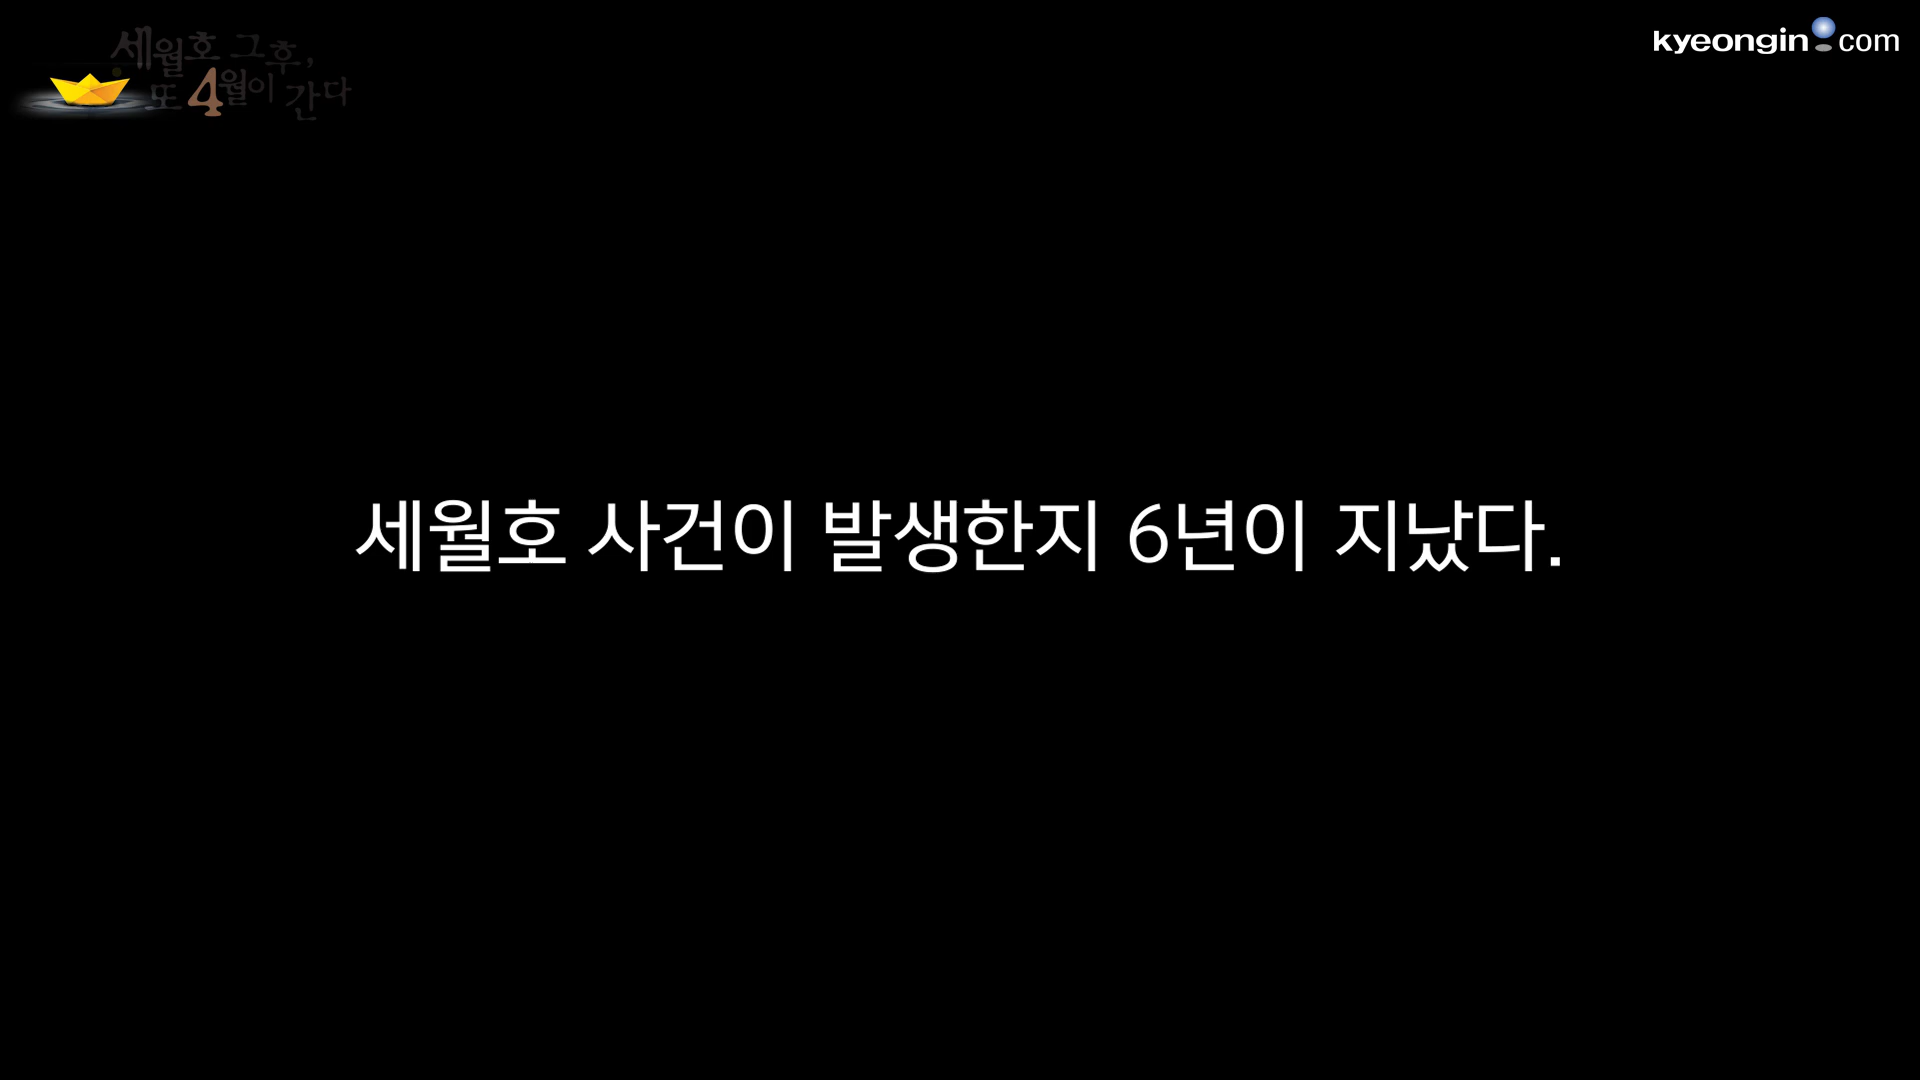 세월호 그후,
또 4월이 간다
kyeongin.com
세월호 사건이 발생한지 6년이 지났다.